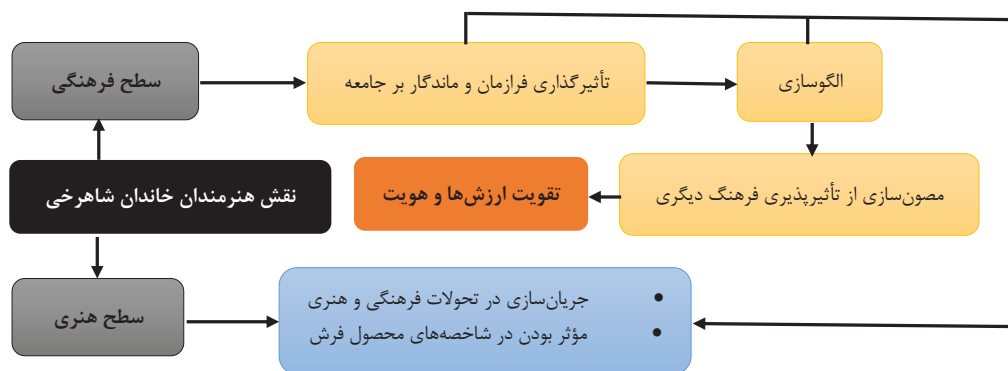 سطح فرهنگی
تأثیرگذاری فرازمان و ماندگار بر جامعه
الگوسازی
نقش هنرمندان خاندان شاهرخی
تقویت ارزش‌ها و هویت
مصون‌سازی از تأثیرپذیری فرهنگ دیگری
سطح هنری
• جریان‌سازی در تحولات فرهنگی و هنری
• مؤثر بودن در شاخصه‌های محصول فرش